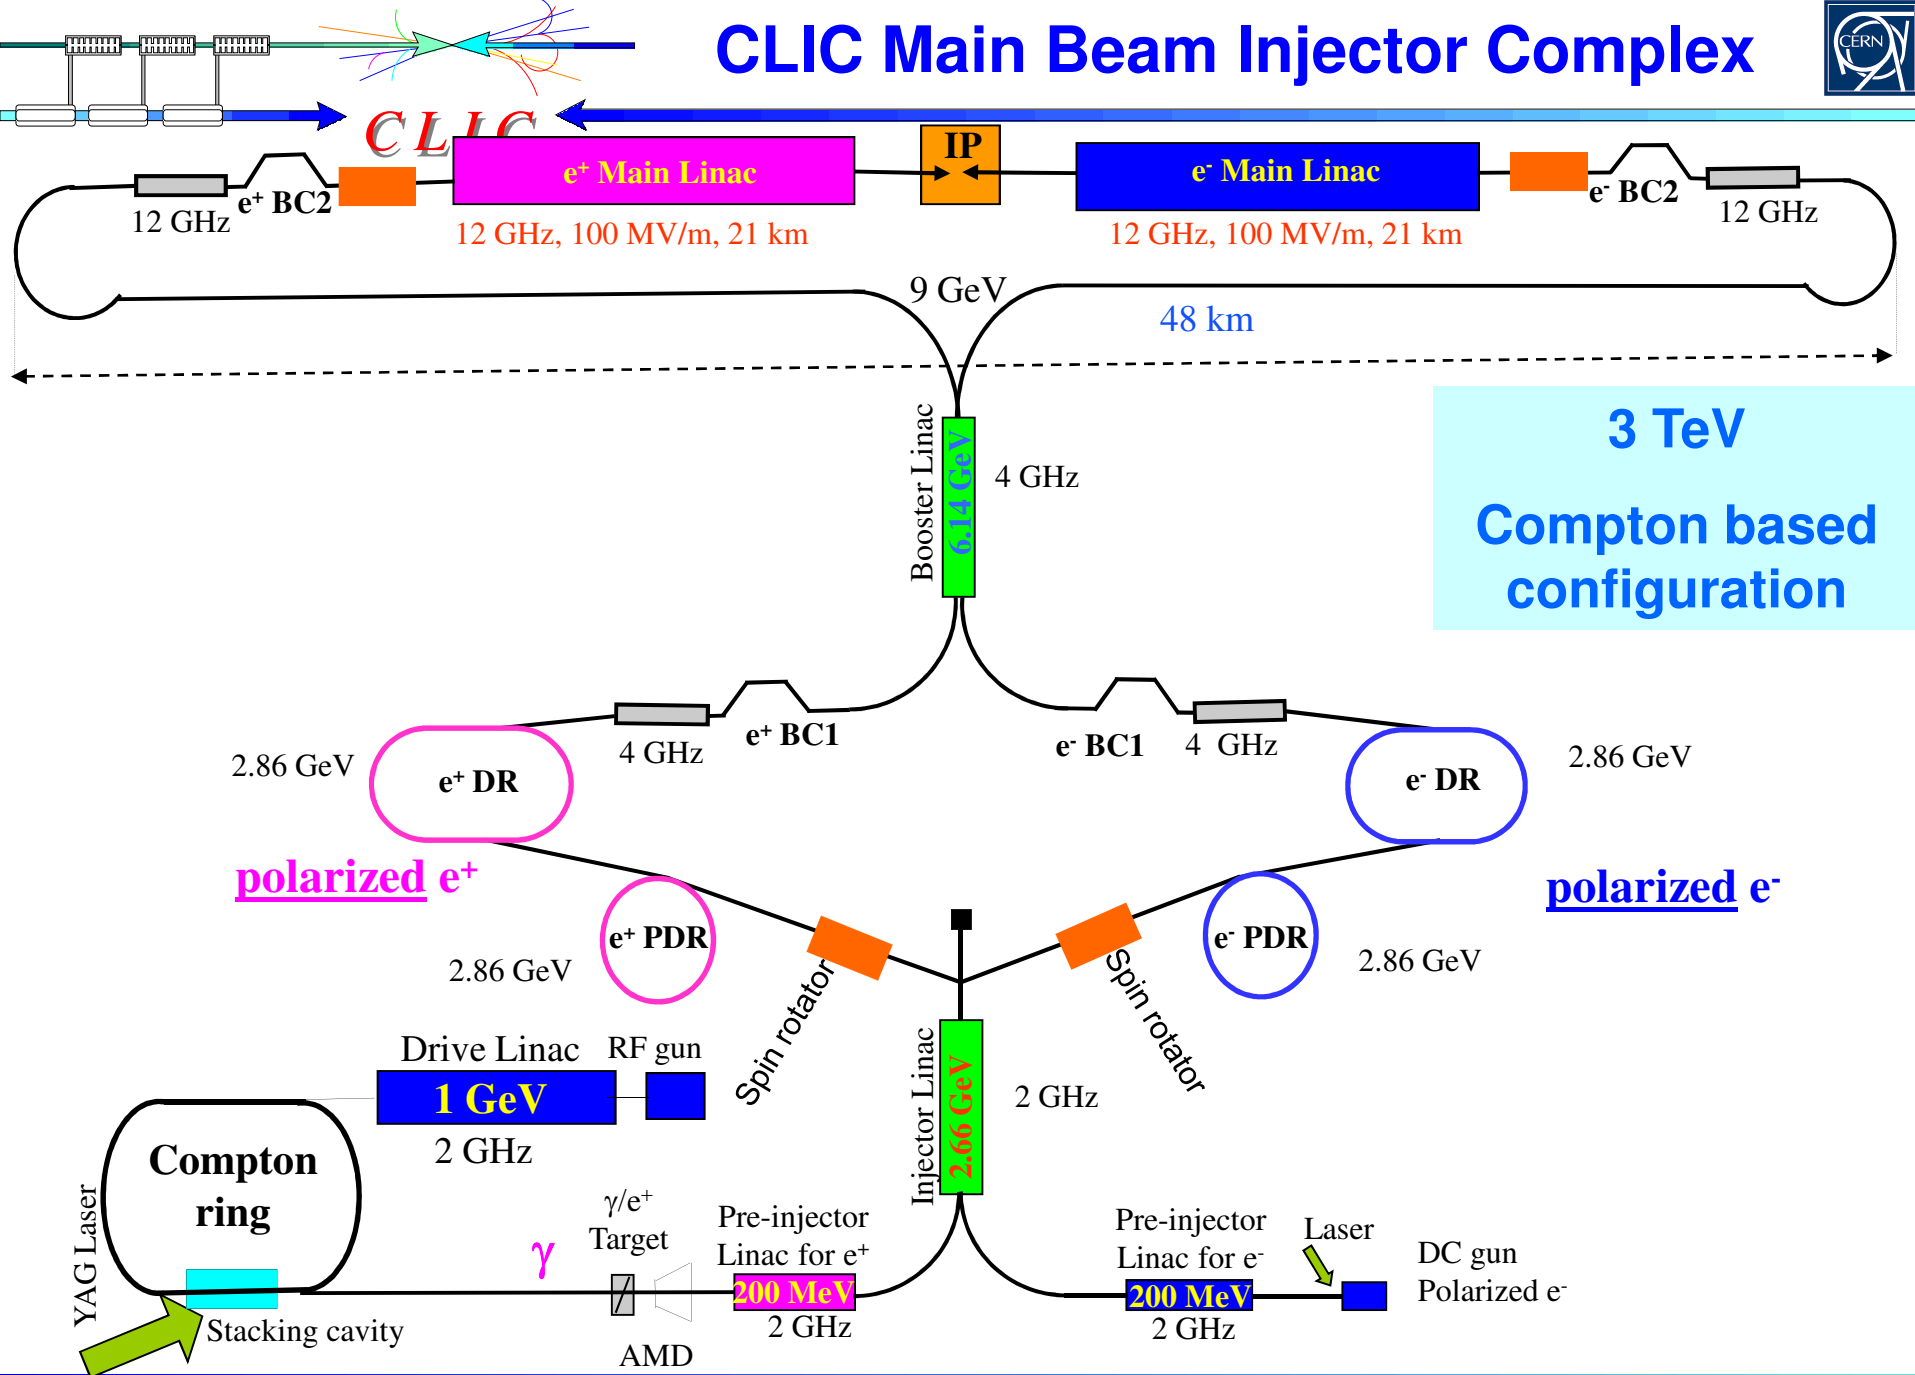 CLIC Main Beam Injector Complex
CERN
CLIC
IP
e⁺ Main Linac
e⁻ Main Linac
e⁺ BC2
e⁻ BC2
12 GHz
12 GHz
12 GHz, 100 MV/m, 21 km
12 GHz, 100 MV/m, 21 km
9 GeV
48 km
3 TeV
Compton based
configuration
Booster Linac
6.14 GeV
4 GHz
e⁺ BC1
4 GHz
e⁻ BC1
4 GHz
2.86 GeV
e⁺ DR
e⁻ DR
2.86 GeV
polarized e⁺
polarized e⁻
e⁺ PDR
e⁻ PDR
2.86 GeV
2.86 GeV
Spin rotator
Spin rotator
Drive Linac
RF gun
1 GeV
2 GHz
Injector Linac
2.66 GeV
2 GHz
Compton
ring
YAG Laser
Stacking cavity
γ
γ/e⁺
Target
AMD
Pre-injector
Linac for e⁺
200 MeV
2 GHz
Pre-injector
Linac for e⁻
200 MeV
2 GHz
Laser
DC gun
Polarized e⁻